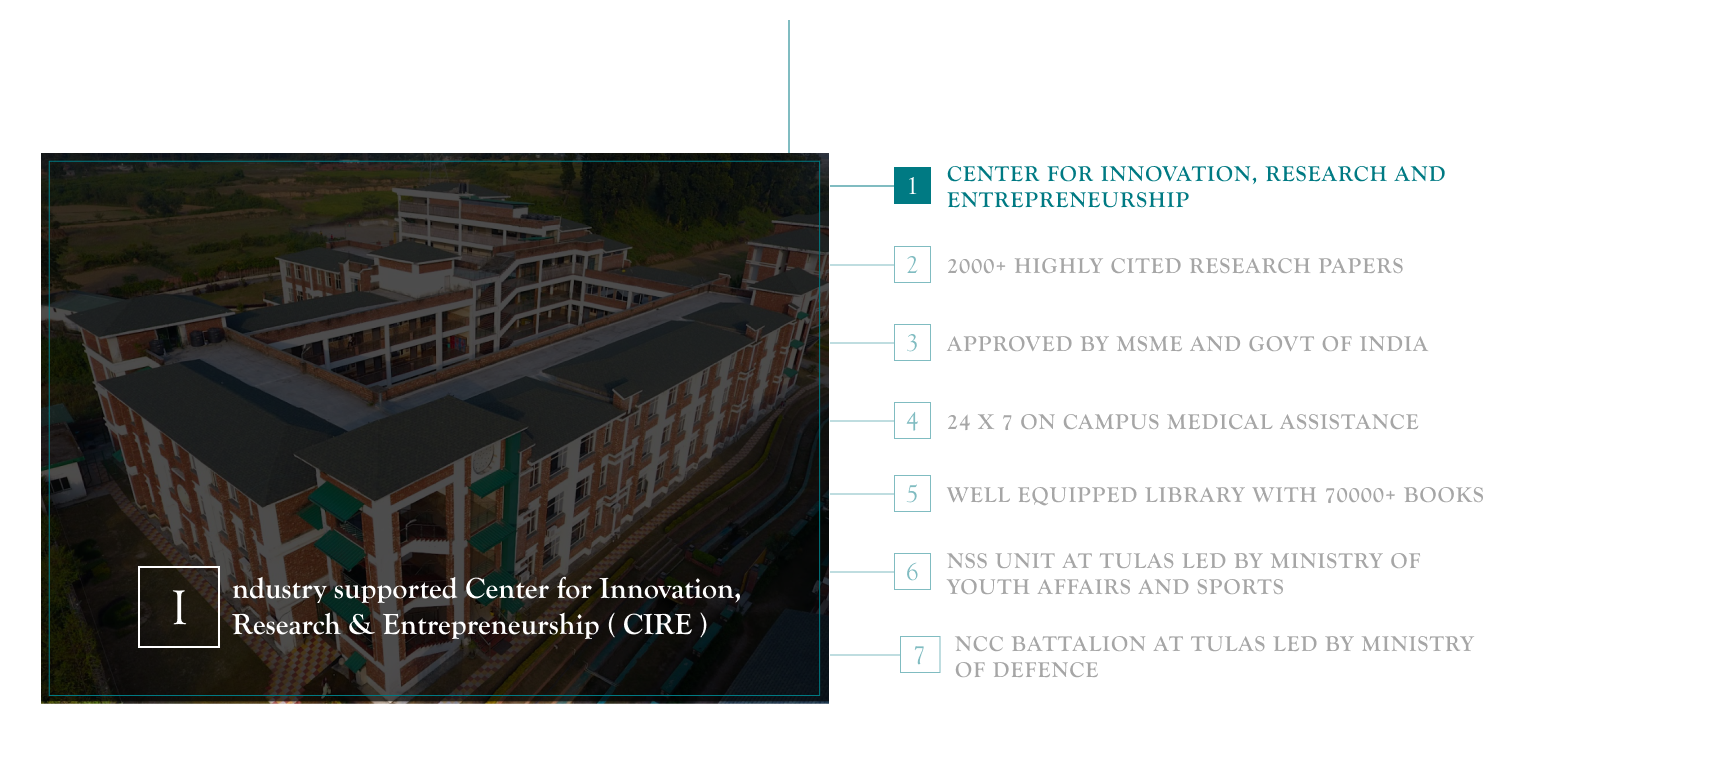 I
ndustry supported Center for Innovation,
Research & Entrepreneurship ( CIRE )
1
CENTER FOR INNOVATION, RESEARCH AND
ENTREPRENEURSHIP
2
2000+ HIGHLY CITED RESEARCH PAPERS
3
APPROVED BY MSME AND GOVT OF INDIA
4
24 X 7 ON CAMPUS MEDICAL ASSISTANCE
5
WELL EQUIPPED LIBRARY WITH 70000+ BOOKS
6
NSS UNIT AT TULAS LED BY MINISTRY OF
YOUTH AFFAIRS AND SPORTS
7
NCC BATTALION AT TULAS LED BY MINISTRY
OF DEFENCE